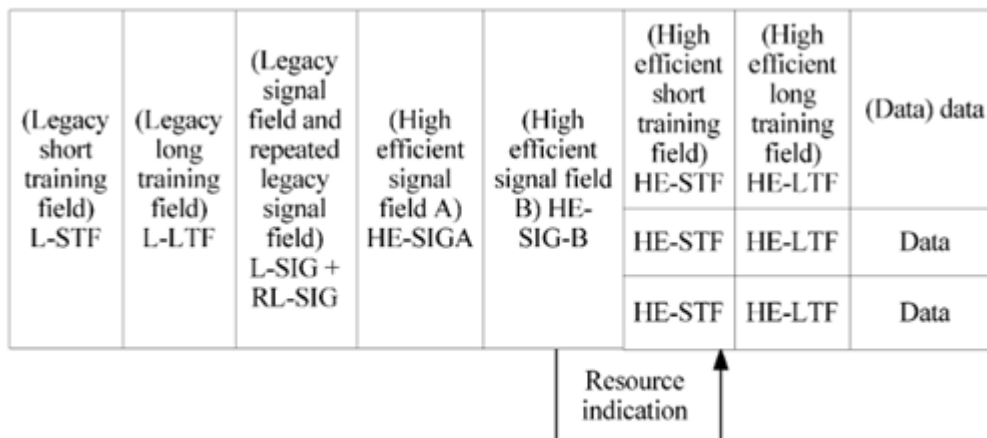 (Legacy
short
training
field)
L-STF
(Legacy
long
training
field)
L-LTF
(Legacy
signal
field and
repeated
legacy
signal
field)
L-SIG +
RL-SIG
(High
efficient
signal
field A)
HE-SIGA
(High
efficient
signal field
B) HE-
SIG-B
(High
efficient
short
training
field)
HE-STF
(High
efficient
long
training
field)
HE-LTF
(Data) data
HE-STF
HE-LTF
Data
HE-STF
HE-LTF
Data
Resource
indication